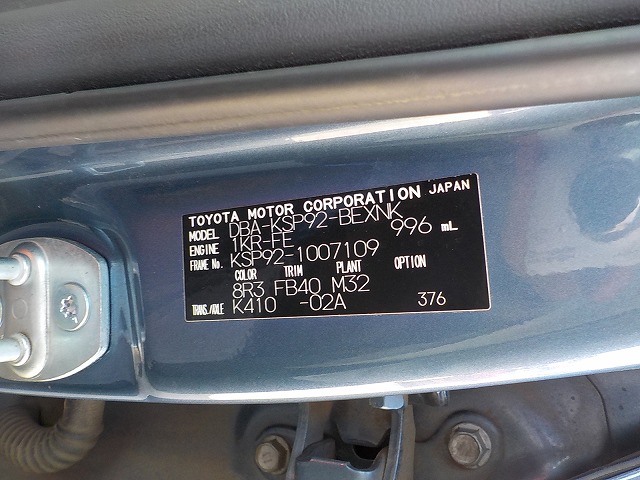 TOYOTA MOTOR CORPORATION JAPAN
MODEL DBA-KSP92-BEXNK
ENGINE 1KR-FE 996 mL
FRAME No. KSP92-1007109
COLOR TRIM PLANT OPTION
8R3 FB40 M32
TRANS./AXLE K410 -02A 376